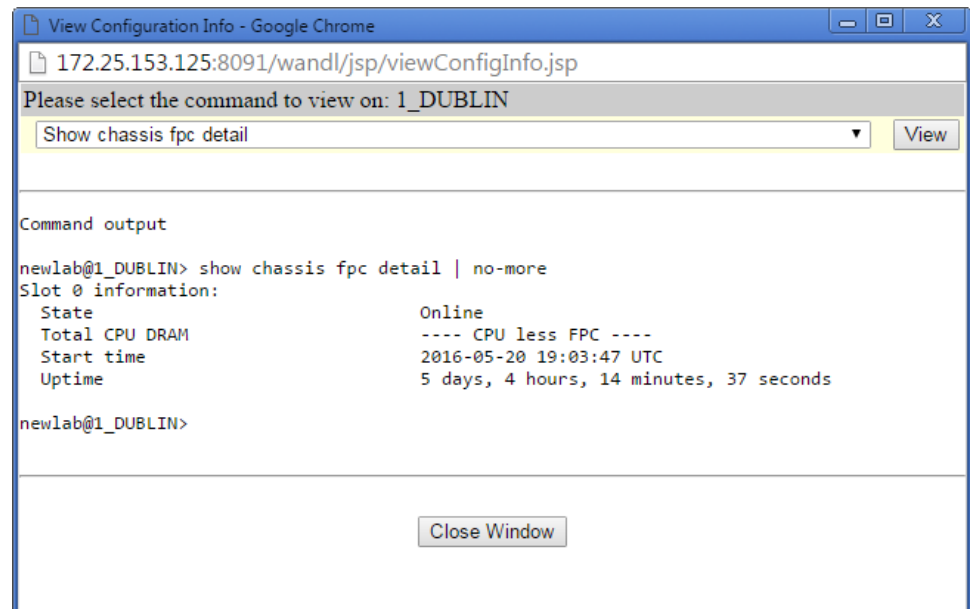 View Configuration Info - Google Chrome
172.25.153.125:8091/wandl/jsp/viewConfigInfo.jsp
Please select the command to view on: 1_DUBLIN
Show chassis fpc detail View
Command output
newlab@1_DUBLIN> show chassis fpc detail | no-more
Slot 0 information:
State Online
Total CPU DRAM ---- CPU less FPC ----
Start time 2016-05-20 19:03:47 UTC
Uptime 5 days, 4 hours, 14 minutes, 37 seconds
newlab@1_DUBLIN>
Close Window